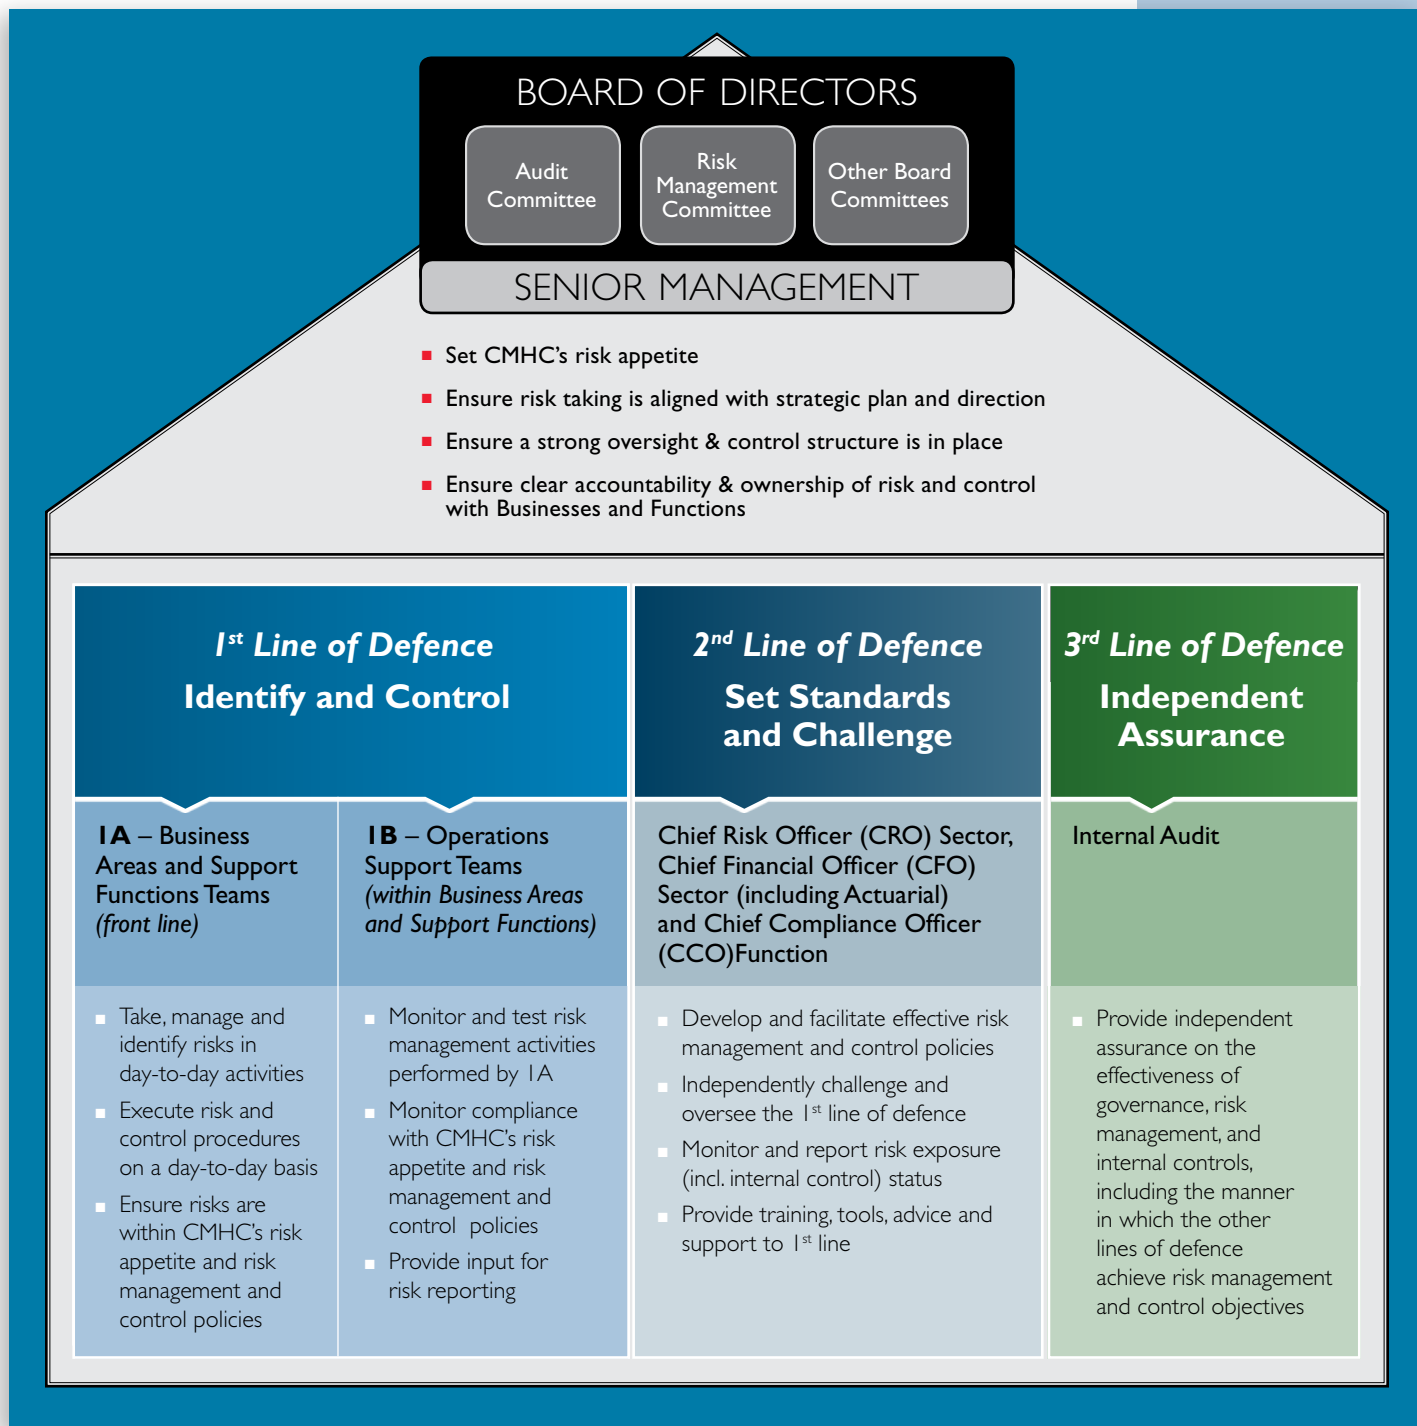 BOARD OF DIRECTORS
Audit
Committee
Risk
Management
Committee
Other Board
Committees
SENIOR MANAGEMENT
■ Set CMHC’s risk appetite
■ Ensure risk taking is aligned with strategic plan and direction
■ Ensure a strong oversight & control structure is in place
■ Ensure clear accountability & ownership of risk and control
with Businesses and Functions
1st Line of Defence
Identify and Control
1A – Business
Areas and Support
Functions Teams
(front line)
■ Take, manage and
identify risks in
day-to-day activities
■ Execute risk and
control procedures
on a day-to-day basis
■ Ensure risks are
within CMHC’s risk
appetite and risk
management and
control policies
1B – Operations
Support Teams
(within Business Areas
and Support Functions)
■ Monitor and test risk
management activities
performed by 1A
■ Monitor compliance
with CMHC’s risk
appetite and risk
management and
control policies
■ Provide input for
risk reporting
2nd Line of Defence
Set Standards
and Challenge
Chief Risk Officer (CRO) Sector,
Chief Financial Officer (CFO)
Sector (including Actuarial)
and Chief Compliance Officer
(CCO)Function
■ Develop and facilitate effective risk
management and control policies
■ Independently challenge and
oversee the 1st line of defence
■ Monitor and report risk exposure
(incl. internal control) status
■ Provide training, tools, advice and
support to 1st line
3rd Line of Defence
Independent
Assurance
Internal Audit
■ Provide independent
assurance on the
effectiveness of
governance, risk
management, and
internal controls,
including the manner
in which the other
lines of defence
achieve risk management
and control objectives